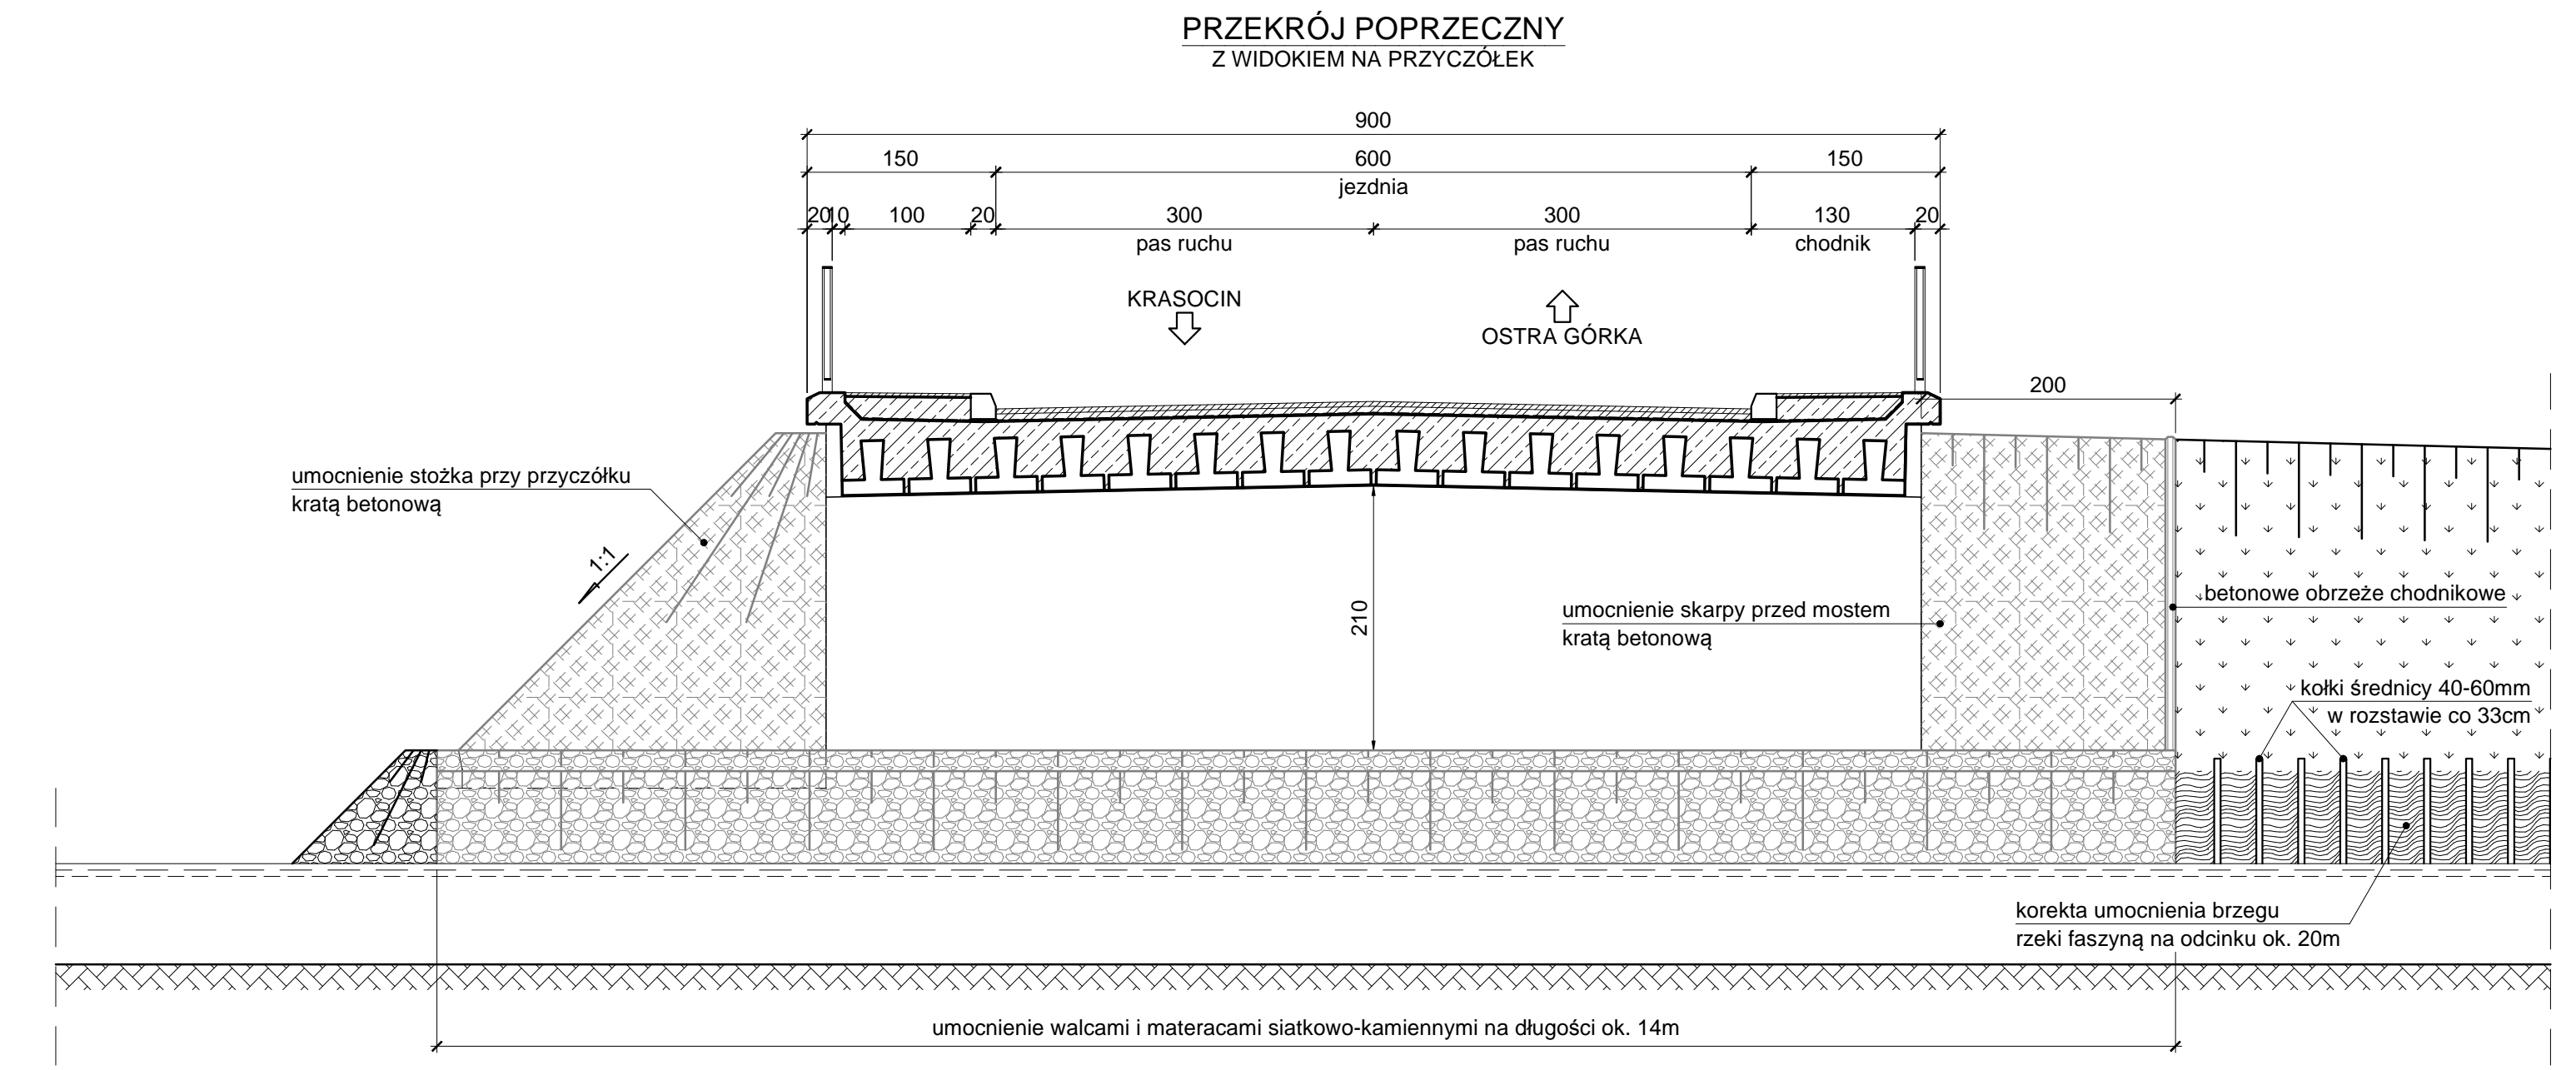 PRZEKRÓJ POPRZECZNY
Z WIDOKIEM NA PRZYCZÓŁEK
900
150 600 150
jezdnia
20 10 100 20 300 300 130 20
pas ruchu pas ruchu chodnik
KRASOCIN
OSTRA GÓRKA
200
umocnienie stożka przy przyczółku
kratą betonową
1:1
210
umocnienie skarpy przed mostem
kratą betonową
betonowe obrzeże chodnikowe
kołki średnicy 40-60mm
w rozstawie co 33cm
korekta umocnienia brzegu
rzeki faszyną na odcinku ok. 20m
umocnienie walcami i materacami siatkowo-kamiennymi na długości ok. 14m